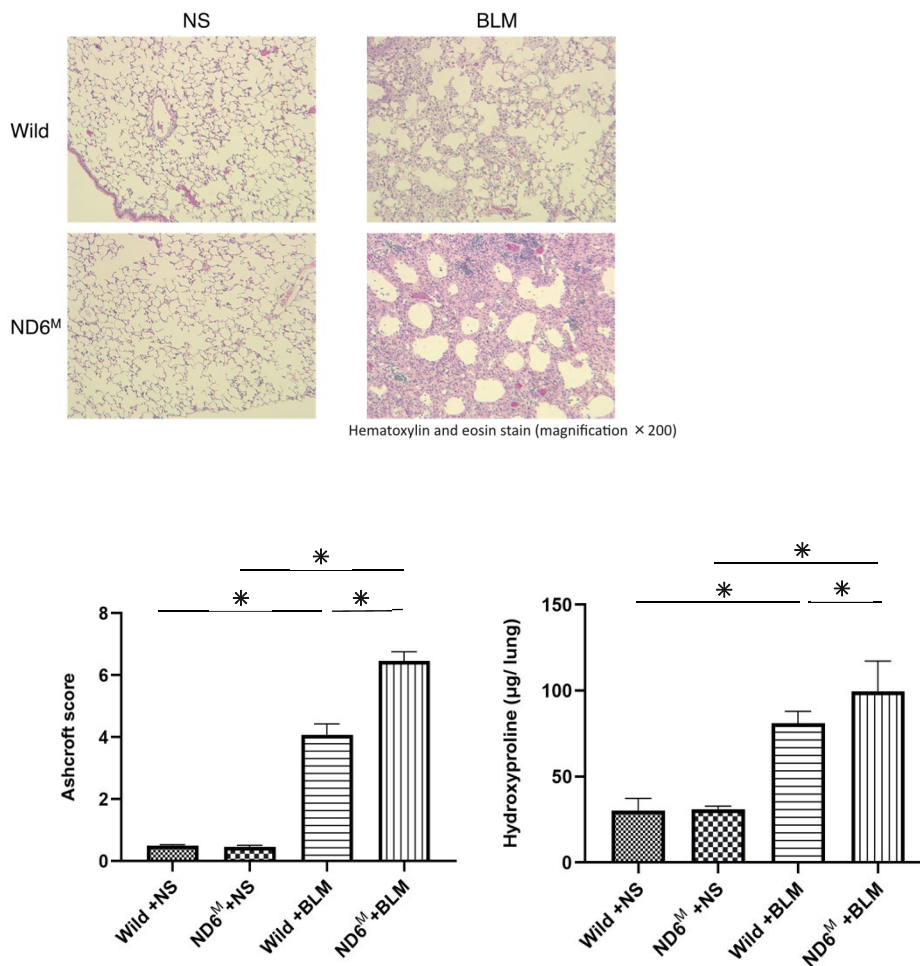 NS BLM
Wild
ND6ᴹ
Hematoxylin and eosin stain (magnification ×200)
* *
* * * *
Ashcroft score
8
6
4
2
0
Wild +NS
ND6ᴹ+NS
Wild +BLM
ND6ᴹ+BLM
Hydroxyproline (µg/ lung)
150
100
50
0
Wild +NS
ND6ᴹ +NS
Wild +BLM
ND6ᴹ +BLM